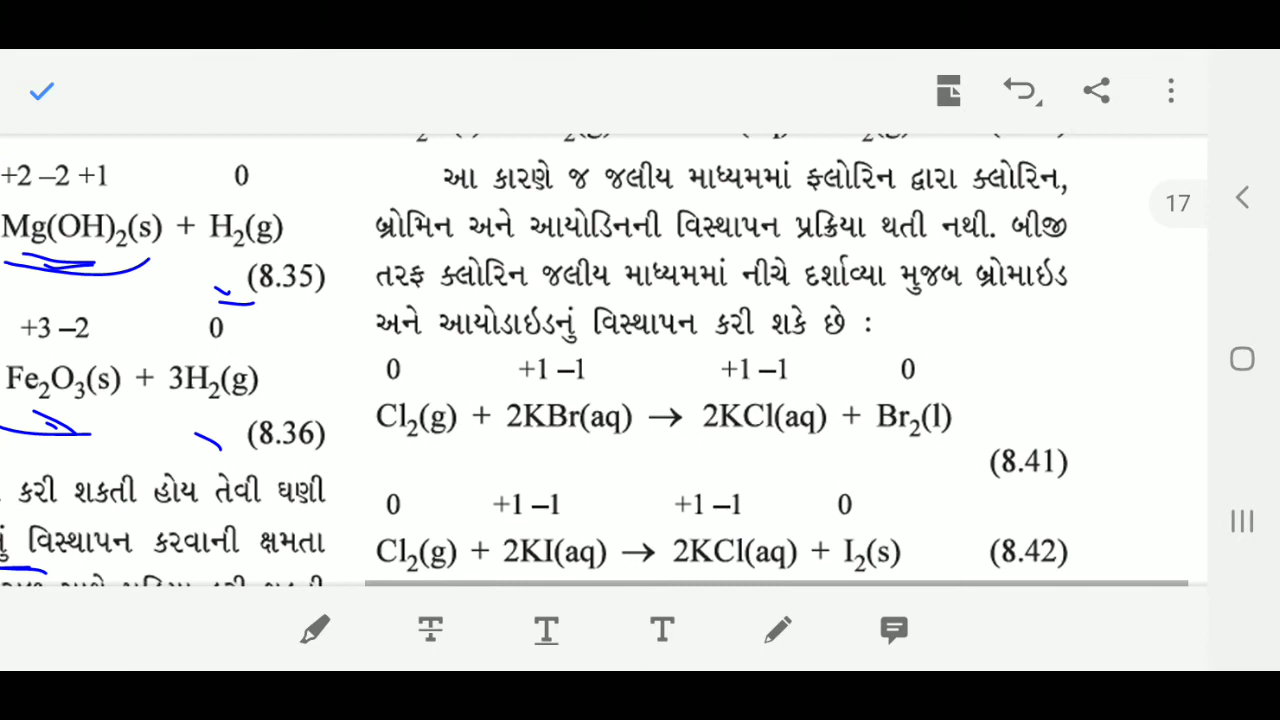 +2 –2 +1 0
Mg(OH)₂(s) + H₂(g)
(8.35)
+3 –2 0
Fe₂O₃(s) + 3H₂(g)
(8.36)
કરી શકતી હોય તેવી ઘણી
વિસ્થાપન કરવાની ક્ષમતા
આ કારણે જ જલીય માધ્યમમાં ફ્લોરિન દ્વારા ક્લોરિન,
બ્રોમિન અને આયોડિનની વિસ્થાપન પ્રક્રિયા થતી નથી. બીજી
તરફ ક્લોરિન જલીય માધ્યમમાં નીચે દર્શાવ્યા મુજબ બ્રોમાઇડ
અને આયોડાઇડનું વિસ્થાપન કરી શકે છે :
0 +1 –1 +1 –1 0
Cl₂(g) + 2KBr(aq) → 2KCl(aq) + Br₂(l)
(8.41)
0 +1 –1 +1 –1 0
Cl₂(g) + 2KI(aq) → 2KCl(aq) + I₂(s) (8.42)
17